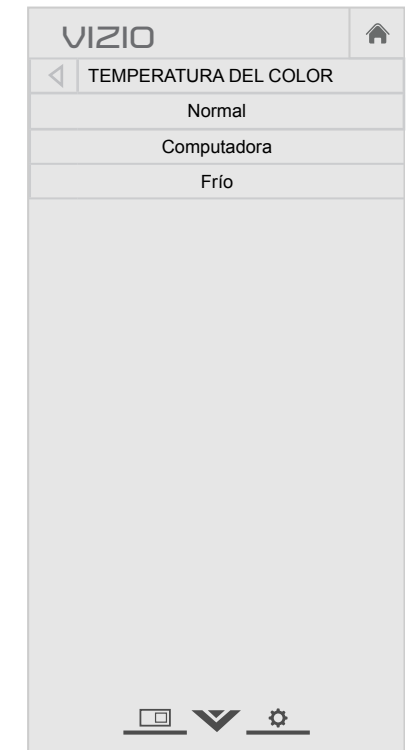 VIZIO
TEMPERATURA DEL COLOR
Normal
Computadora
Frío